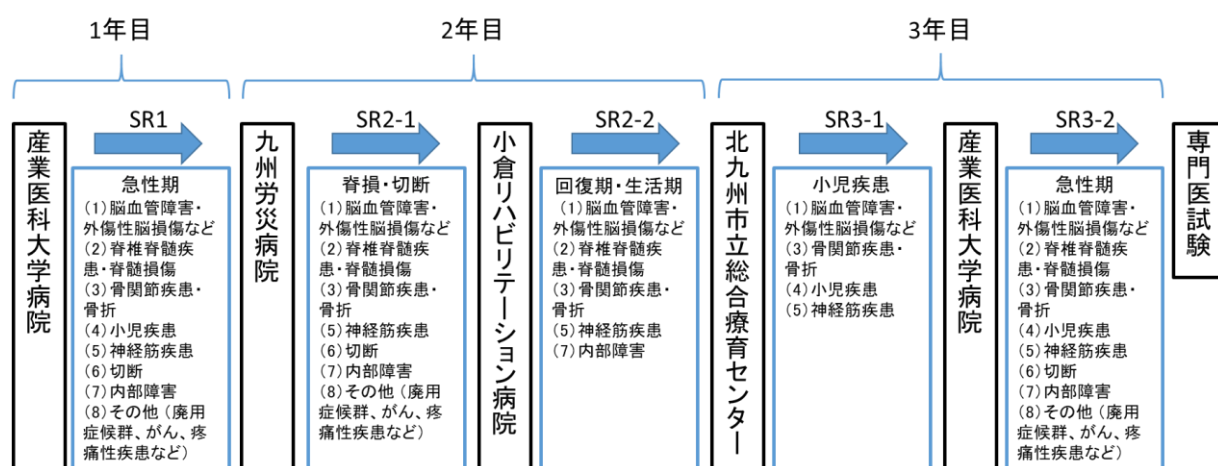 1年目
2年目
3年目
産業医科大学病院
SR1
急性期
(1)脳血管障害・
外傷性脳損傷など
(2)脊椎脊髄疾
患・脊髄損傷
(3)骨関節疾患・
骨折
(4)小児疾患
(5)神経筋疾患
(6)切断
(7)内部障害
(8)その他(廃用
症候群、がん、疼
痛性疾患など)
九州労災病院
SR2-1
脊損・切断
(1)脳血管障害・
外傷性脳損傷など
(2)脊椎脊髄疾
患・脊髄損傷
(3)骨関節疾患・
骨折
(5)神経筋疾患
(6)切断
(7)内部障害
(8)その他(廃用
症候群、がん、疼
痛性疾患など)
小倉リハビリテーション病院
SR2-2
回復期・生活期
(1)脳血管障害・
外傷性脳損傷など
(2)脊椎脊髄疾
患・脊髄損傷
(3)骨関節疾患・
骨折
(5)神経筋疾患
(7)内部障害
北九州市立総合療育センター
SR3-1
小児疾患
(1)脳血管障害・
外傷性脳損傷など
(3)骨関節疾患・
骨折
(4)小児疾患
(5)神経筋疾患
産業医科大学病院
SR3-2
急性期
(1)脳血管障害・
外傷性脳損傷など
(2)脊椎脊髄疾
患・脊髄損傷
(3)骨関節疾患・
骨折
(4)小児疾患
(5)神経筋疾患
(6)切断
(7)内部障害
(8)その他(廃用
症候群、がん、疼
痛性疾患など)
専門医試験